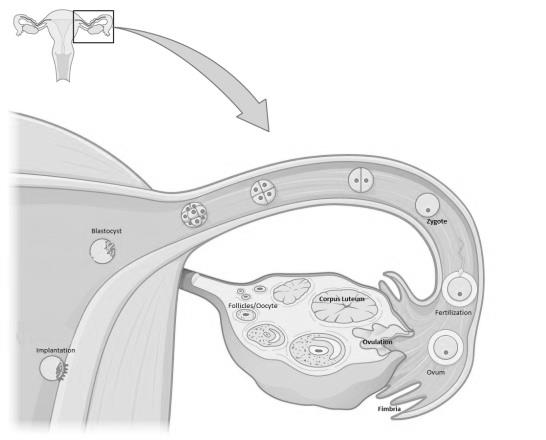 Zygote
Blastocyst
Corpus Luteum
Follicles/Oocyte
Fertilization
Ovulation
Implantation
Ovum
Fimbria